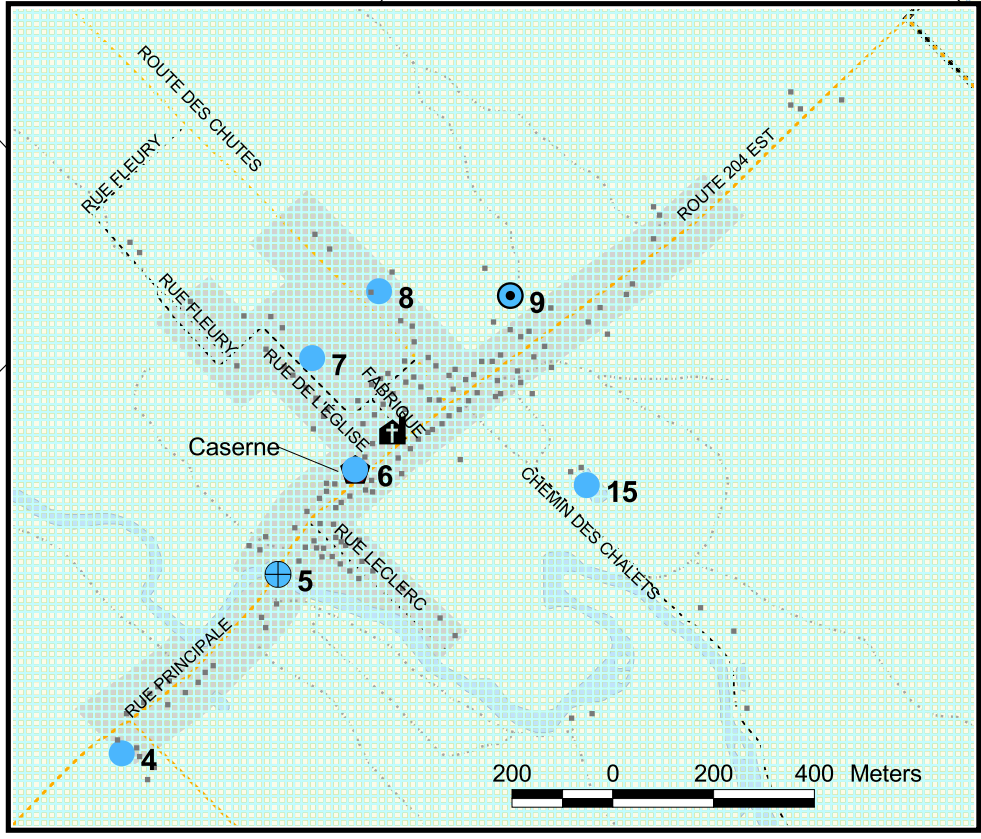 ROUTE DES CHUTES
RUE FLEURY
ROUTE 204 EST
RUE FLEURY
8
9
7
RUE DE L'ÉGLISE
FABRIQUE
Caserne
6
15
CHEMIN DES CHALETS
RUE LECLERC
5
RUE PRINCIPALE
4
200 0 200 400 Meters